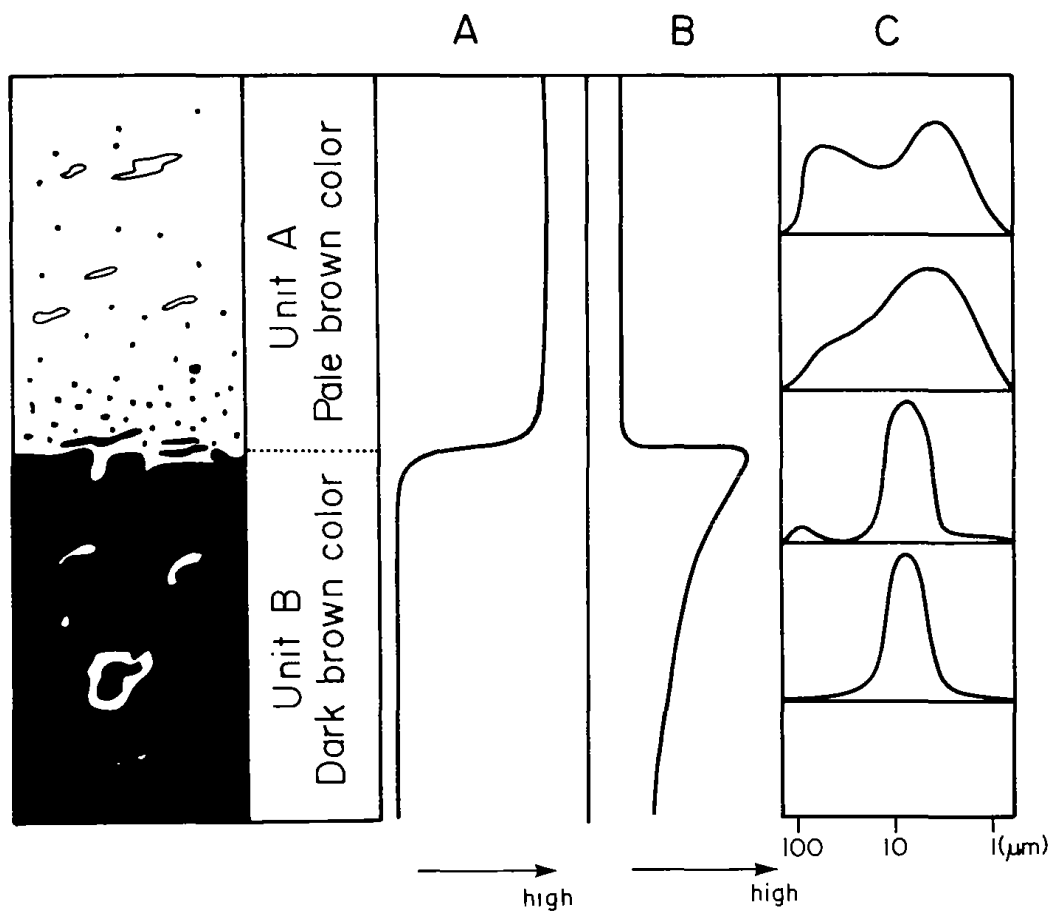 A
B
C
Unit A
Pale brown color
Unit B
Dark brown color
100
10
1(μm)
high
high